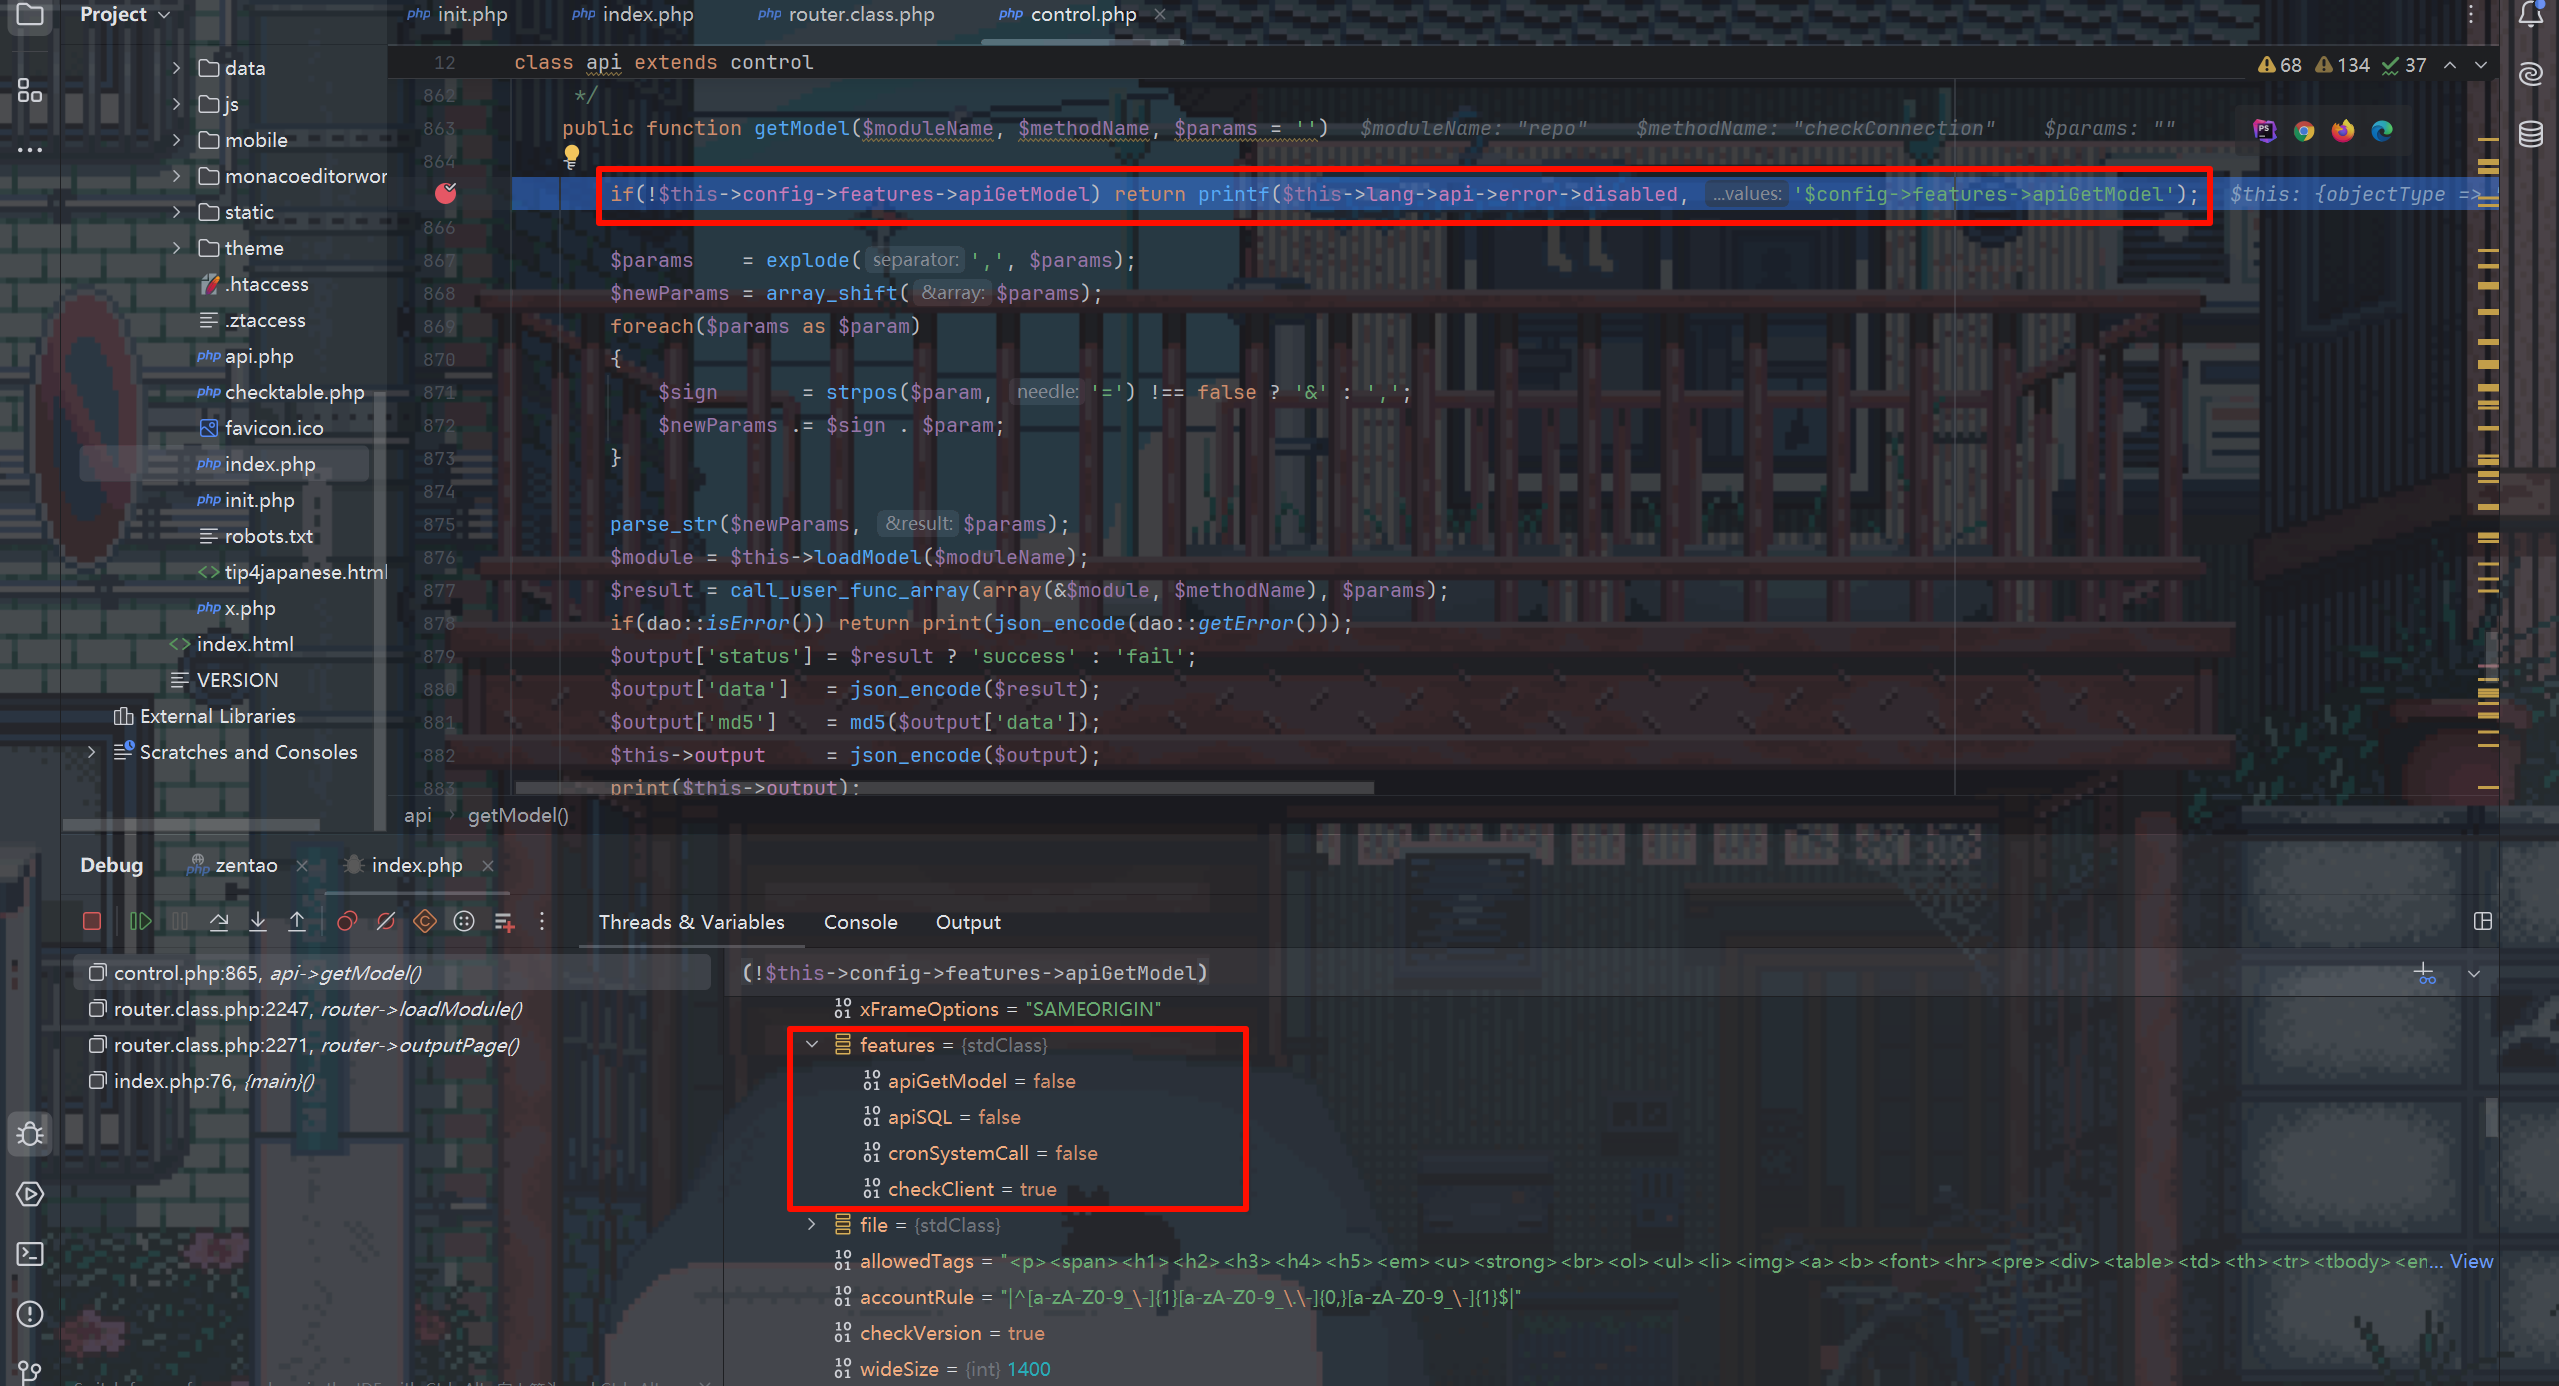 Project
init.php
index.php
router.class.php
control.php
data
js
mobile
monacoeditorwor
static
theme
.htaccess
.ztaccess
php api.php
php checktable.php
favicon.ico
php index.php
php init.php
robots.txt
tip4japanese.html
php x.php
index.html
VERSION
External Libraries
Scratches and Consoles
12 class api extends control
68 134 37
862 */
863 public function getModel($moduleName, $methodName, $params = '') $moduleName: "repo" $methodName: "checkConnection" $params: ""
864
if(!$this->config->features->apiGetModel) return printf($this->lang->api->error->disabled, ...values: '$config->features->apiGetModel'); $this: {objectType =>
866
867 $params = explode( separator: ',', $params);
868 $newParams = array_shift( &array: $params);
869 foreach($params as $param)
870 {
871 $sign = strpos($param, needle: '=') !== false ? '&' : ',';
872 $newParams .= $sign . $param;
873 }
874
875 parse_str($newParams, &result: $params);
876 $module = $this->loadModel($moduleName);
877 $result = call_user_func_array(array(&$module, $methodName), $params);
878 if(dao::isError()) return print(json_encode(dao::getError()));
879 $output['status'] = $result ? 'success' : 'fail';
880 $output['data'] = json_encode($result);
881 $output['md5'] = md5($output['data']);
882 $this->output = json_encode($output);
883 print($this->output);
api > getModel()
Debug
zentao
index.php
Threads & Variables Console Output
control.php:865, api->getModel()
router.class.php:2247, router->loadModule()
router.class.php:2271, router->outputPage()
index.php:76, {main}()
(!$this->config->features->apiGetModel)
xFrameOptions = "SAMEORIGIN"
features = {stdClass}
apiGetModel = false
apiSQL = false
cronSystemCall = false
checkClient = true
file = {stdClass}
allowedTags = "<p><span><h1><h2><h3><h4><h5><em><u><strong><br><ol><ul><li><img><a><b><font><hr><pre><div><table><td><th><tr><tbody><en... View
accountRule = "|^[a-zA-Z0-9_\-]{1}[a-zA-Z0-9_\.\-]{0,}[a-zA-Z0-9_\-]{1}$|"
checkVersion = true
wideSize = {int} 1400